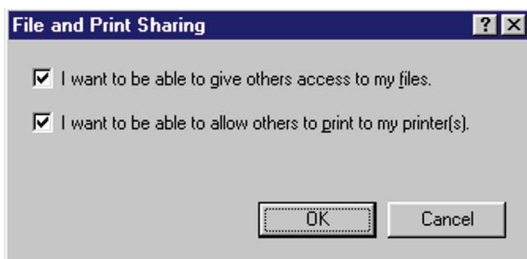 File and Print Sharing
I want to be able to give others access to my files.
I want to be able to allow others to print to my printer(s).
OK
Cancel